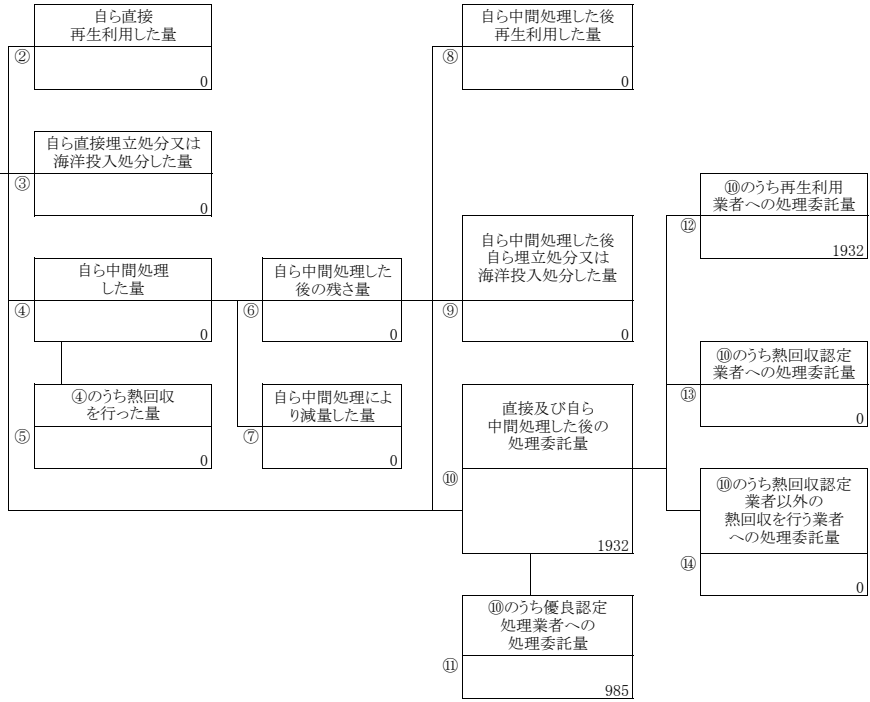 自ら直接
再生利用した量
②
0
自ら直接埋立処分又は
海洋投入処分した量
③
0
自ら中間処理
した量
④
0
④のうち熱回収
を行った量
⑤
0
自ら中間処理した
後の残さ量
⑥
0
自ら中間処理によ
り減量した量
⑦
0
自ら中間処理した後
再生利用した量
⑧
0
自ら中間処理した後
自ら埋立処分又は
海洋投入処分した量
⑨
0
直接及び自ら
中間処理した後の
処理委託量
⑩
1932
⑩のうち優良認定
処理業者への
処理委託量
⑪
985
⑩のうち再生利用
業者への処理委託量
⑫
1932
⑩のうち熱回収認定
業者への処理委託量
⑬
0
⑩のうち熱回収認定
業者以外の
熱回収を行う業者
への処理委託量
⑭
0